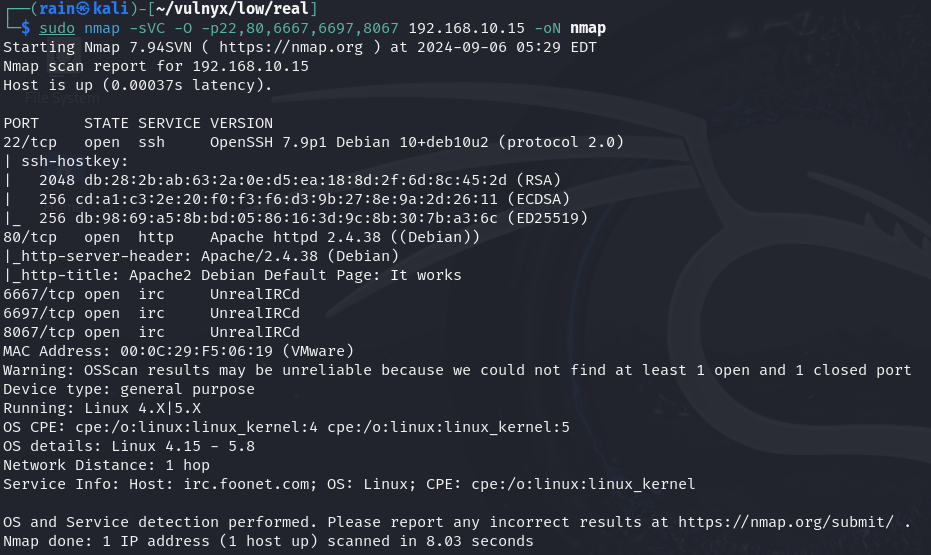 ┌──(rain㉿kali)-[~/vulnyx/low/real]
└─$ sudo nmap -sVC -O -p22,80,6667,6697,8067 192.168.10.15 -oN nmap
Starting Nmap 7.94SVN ( https://nmap.org ) at 2024-09-06 05:29 EDT
Nmap scan report for 192.168.10.15
Host is up (0.00037s latency).
File System
PORT     STATE SERVICE VERSION
22/tcp   open  ssh     OpenSSH 7.9p1 Debian 10+deb10u2 (protocol 2.0)
| ssh-hostkey:
|   2048 db:28:2b:ab:63:2a:0e:d5:ea:18:8d:2f:6d:8c:45:2d (RSA)
|   256 cd:a1:c3:2e:20:f0:f3:f6:d3:9b:27:8e:9a:2d:26:11 (ECDSA)
|_  256 db:98:69:a5:8b:bd:05:86:16:3d:9c:8b:30:7b:a3:6c (ED25519)
80/tcp   open  http    Apache httpd 2.4.38 ((Debian))
|_http-server-header: Apache/2.4.38 (Debian)
|_http-title: Apache2 Debian Default Page: It works
6667/tcp open  irc     UnrealIRCd
6697/tcp open  irc     UnrealIRCd
8067/tcp open  irc     UnrealIRCd
MAC Address: 00:0C:29:F5:06:19 (VMware)
Warning: OSScan results may be unreliable because we could not find at least 1 open and 1 closed port
Device type: general purpose
Running: Linux 4.X|5.X
OS CPE: cpe:/o:linux:linux_kernel:4 cpe:/o:linux:linux_kernel:5
OS details: Linux 4.15 - 5.8
Network Distance: 1 hop
Service Info: Host: irc.foonet.com; OS: Linux; CPE: cpe:/o:linux:linux_kernel

OS and Service detection performed. Please report any incorrect results at https://nmap.org/submit/ .
Nmap done: 1 IP address (1 host up) scanned in 8.03 seconds